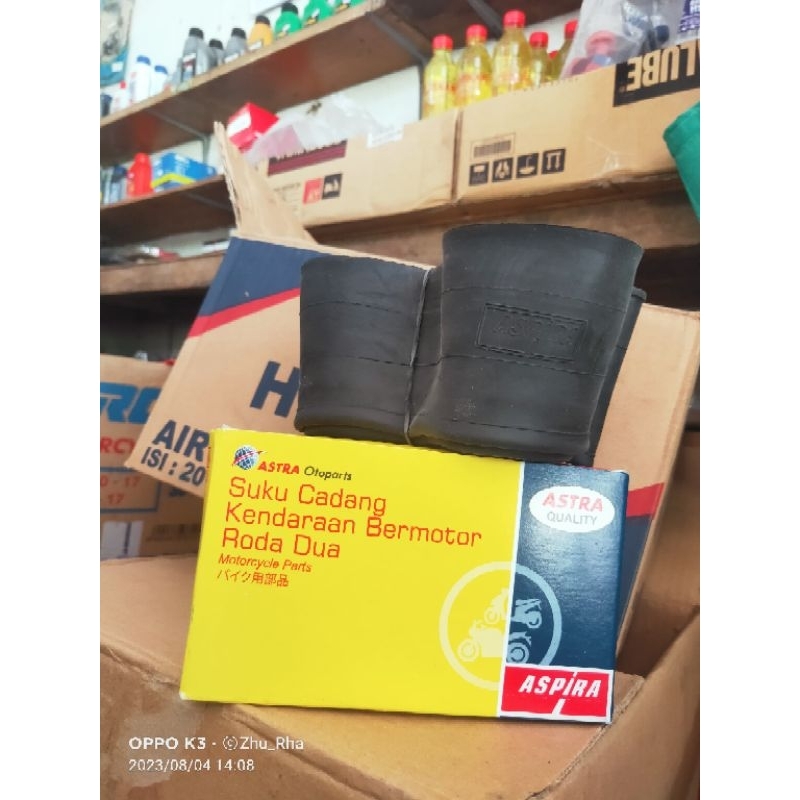 LUBE
H
AIR
ISI : 20
ASTRA Otoparts
Suku Cadang
Kendaraan Bermotor
Roda Dua
Motorcycle Parts
バイク用部品
ASTRA
QUALITY
ASPIRA
OPPO K3 · ⓒZhu_Rha
2023/08/04 14:08